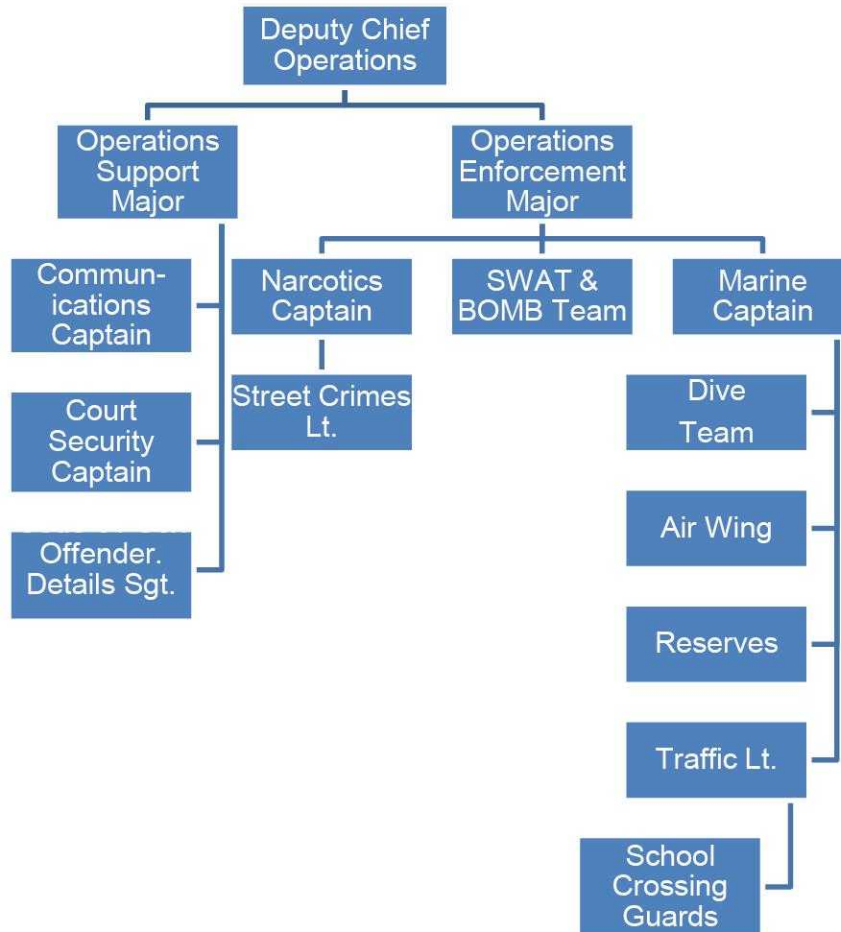 Deputy Chief
Operations
Operations
Support
Major
Operations
Enforcement
Major
Commun-
ications
Captain
Narcotics
Captain
SWAT &
BOMB Team
Marine
Captain
Court
Security
Captain
Street Crimes
Lt.
Dive
Team
Air Wing
Offender.
Details Sgt.
Reserves
Traffic Lt.
School
Crossing
Guards